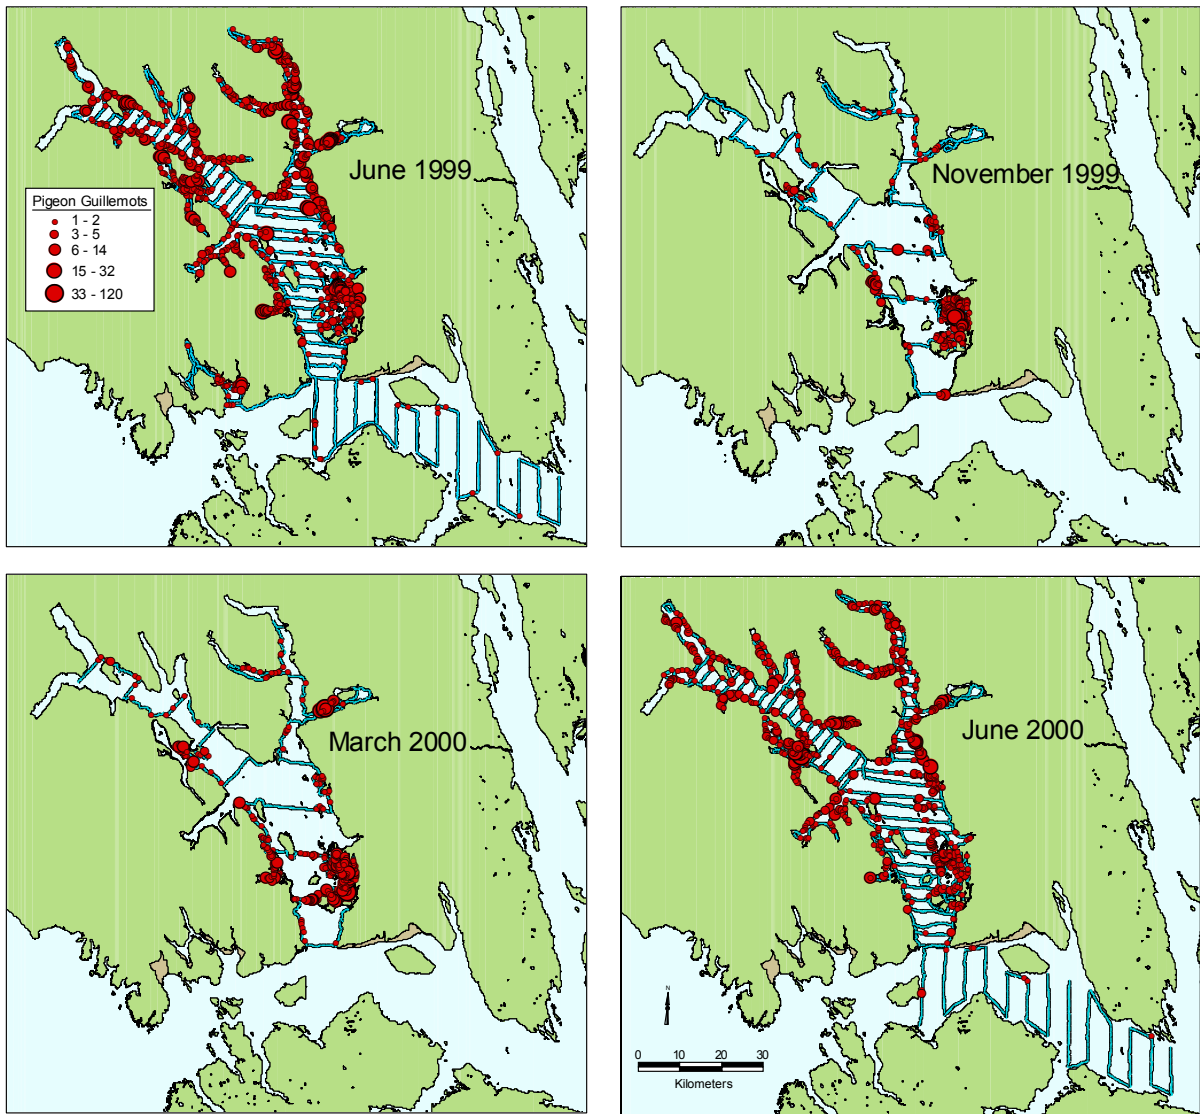 June 1999
Pigeon Guillemots
1 - 2
3 - 5
6 - 14
15 - 32
33 - 120
November 1999
March 2000
June 2000
N
0 10 20 30
Kilometers